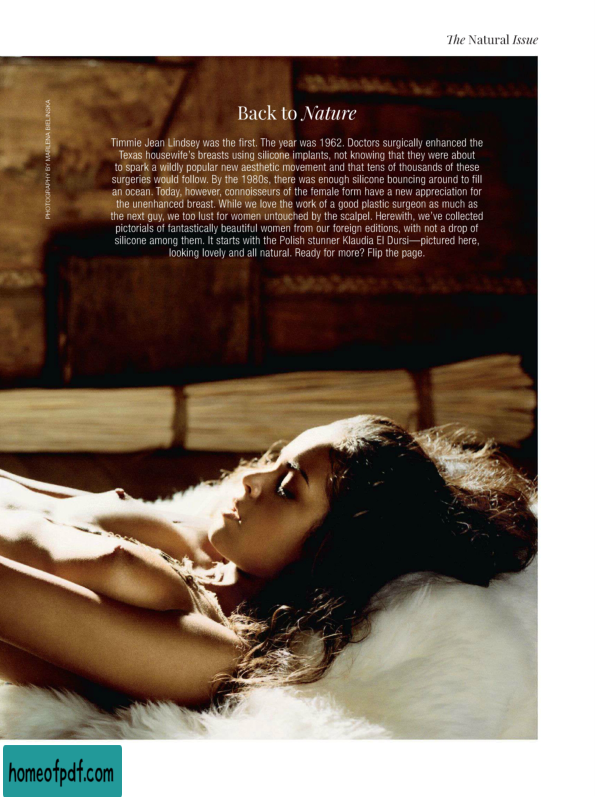 The Natural Issue
PHOTOGRAPHY BY MARLENA BIELINSKA
Back to Nature
Timmie Jean Lindsey was the first. The year was 1962. Doctors surgically enhanced the
Texas housewife's breasts using silicone implants, not knowing that they were about
to spark a wildly popular new aesthetic movement and that tens of thousands of these
surgeries would follow. By the 1980s, there was enough silicone bouncing around to fill
an ocean. Today, however, connoisseurs of the female form have a new appreciation for
the unenhanced breast. While we love the work of a good plastic surgeon as much as
the next guy, we too lust for women untouched by the scalpel. Herewith, we've collected
pictorials of fantastically beautiful women from our foreign editions, with not a drop of
silicone among them. It starts with the Polish stunner Klaudia El Dursi—pictured here,
looking lovely and all natural. Ready for more? Flip the page.
homeofpdf.com